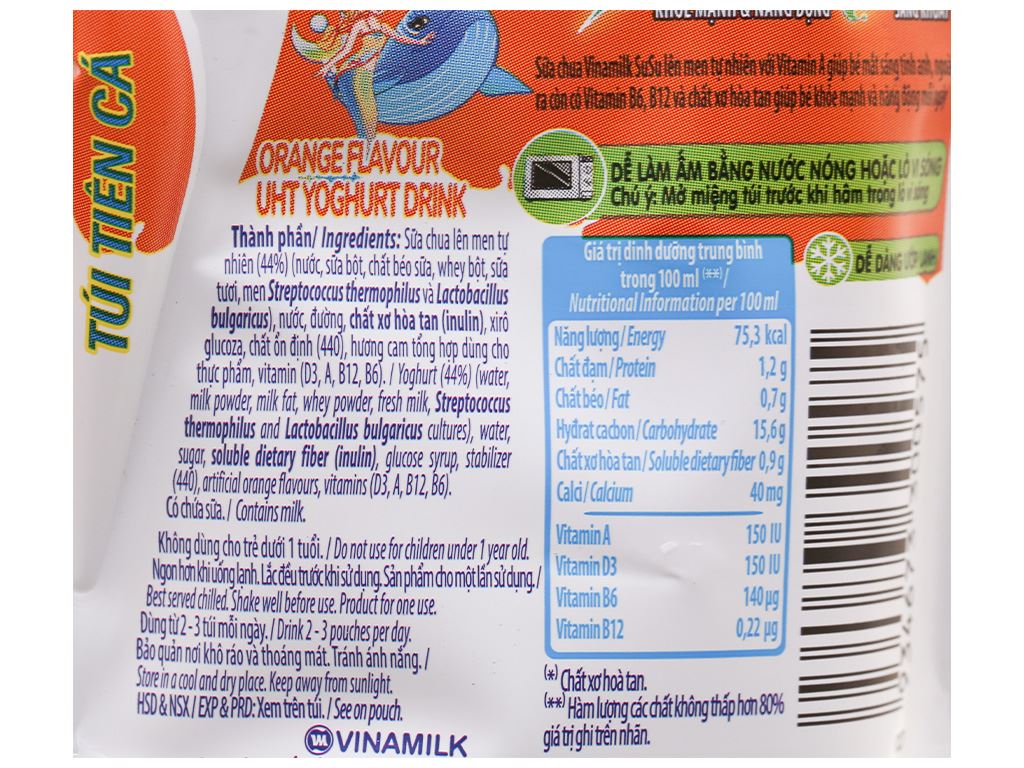 TÚI TIÊN CÁ
KHỎE MẠNH & NĂNG ĐỘNG
SẢNG KHOÁI
Sữa chua Vinamilk SuSu lên men tự nhiên với Vitamin A giúp bé mắt sáng tinh anh, ngoài
ra còn có Vitamin B6, B12 và chất xơ hòa tan giúp bé khỏe mạnh và năng động mỗi ngày
ORANGE FLAVOUR
UHT YOGHURT DRINK
DỄ LÀM ẤM BẰNG NƯỚC NÓNG HOẶC LÒ VI SÓNG
Chú ý: Mở miệng túi trước khi hâm trong lò vi sóng
DỄ DÀNG ƯỚP LẠNH
Thành phần/ Ingredients: Sữa chua lên men tự
nhiên (44%) (nước, sữa bột, chất béo sữa, whey bột, sữa
tươi, men Streptococcus thermophilus và Lactobacillus
bulgaricus), nước, đường, chất xơ hòa tan (inulin), xirô
glucoza, chất ổn định (440), hương cam tổng hợp dùng cho
thực phẩm, vitamin (D3, A, B12, B6). / Yoghurt (44%) (water,
milk powder, milk fat, whey powder, fresh milk, Streptococcus
thermophilus and Lactobacillus bulgaricus cultures), water,
sugar, soluble dietary fiber (inulin), glucose syrup, stabilizer
(440), artificial orange flavours, vitamins (D3, A, B12, B6).
Có chứa sữa. / Contains milk.
Không dùng cho trẻ dưới 1 tuổi. / Do not use for children under 1 year old.
Ngon hơn khi uống lạnh. Lắc đều trước khi sử dụng. Sản phẩm cho một lần sử dụng. /
Best served chilled. Shake well before use. Product for one use.
Dùng từ 2 - 3 túi mỗi ngày. / Drink 2 - 3 pouches per day.
Bảo quản nơi khô ráo và thoáng mát. Tránh ánh nắng. /
Store in a cool and dry place. Keep away from sunlight.
HSD & NSX / EXP & PRD: Xem trên túi. / See on pouch.
VINAMILK
Giá trị dinh dưỡng trung bình
trong 100 ml (**) /
Nutritional Information per 100 ml
Năng lượng / Energy 75,3 kcal
Chất đạm / Protein 1,2 g
Chất béo / Fat 0,7 g
Hyđrat cacbon / Carbohydrate 15,6 g
Chất xơ hòa tan / Soluble dietary fiber 0,9 g
Calci / Calcium 40 mg
Vitamin A 150 IU
Vitamin D3 150 IU
Vitamin B6 140 µg
Vitamin B12 0,22 µg
(*) Chất xơ hoà tan.
(**) Hàm lượng các chất không thấp hơn 80%
giá trị ghi trên nhãn.